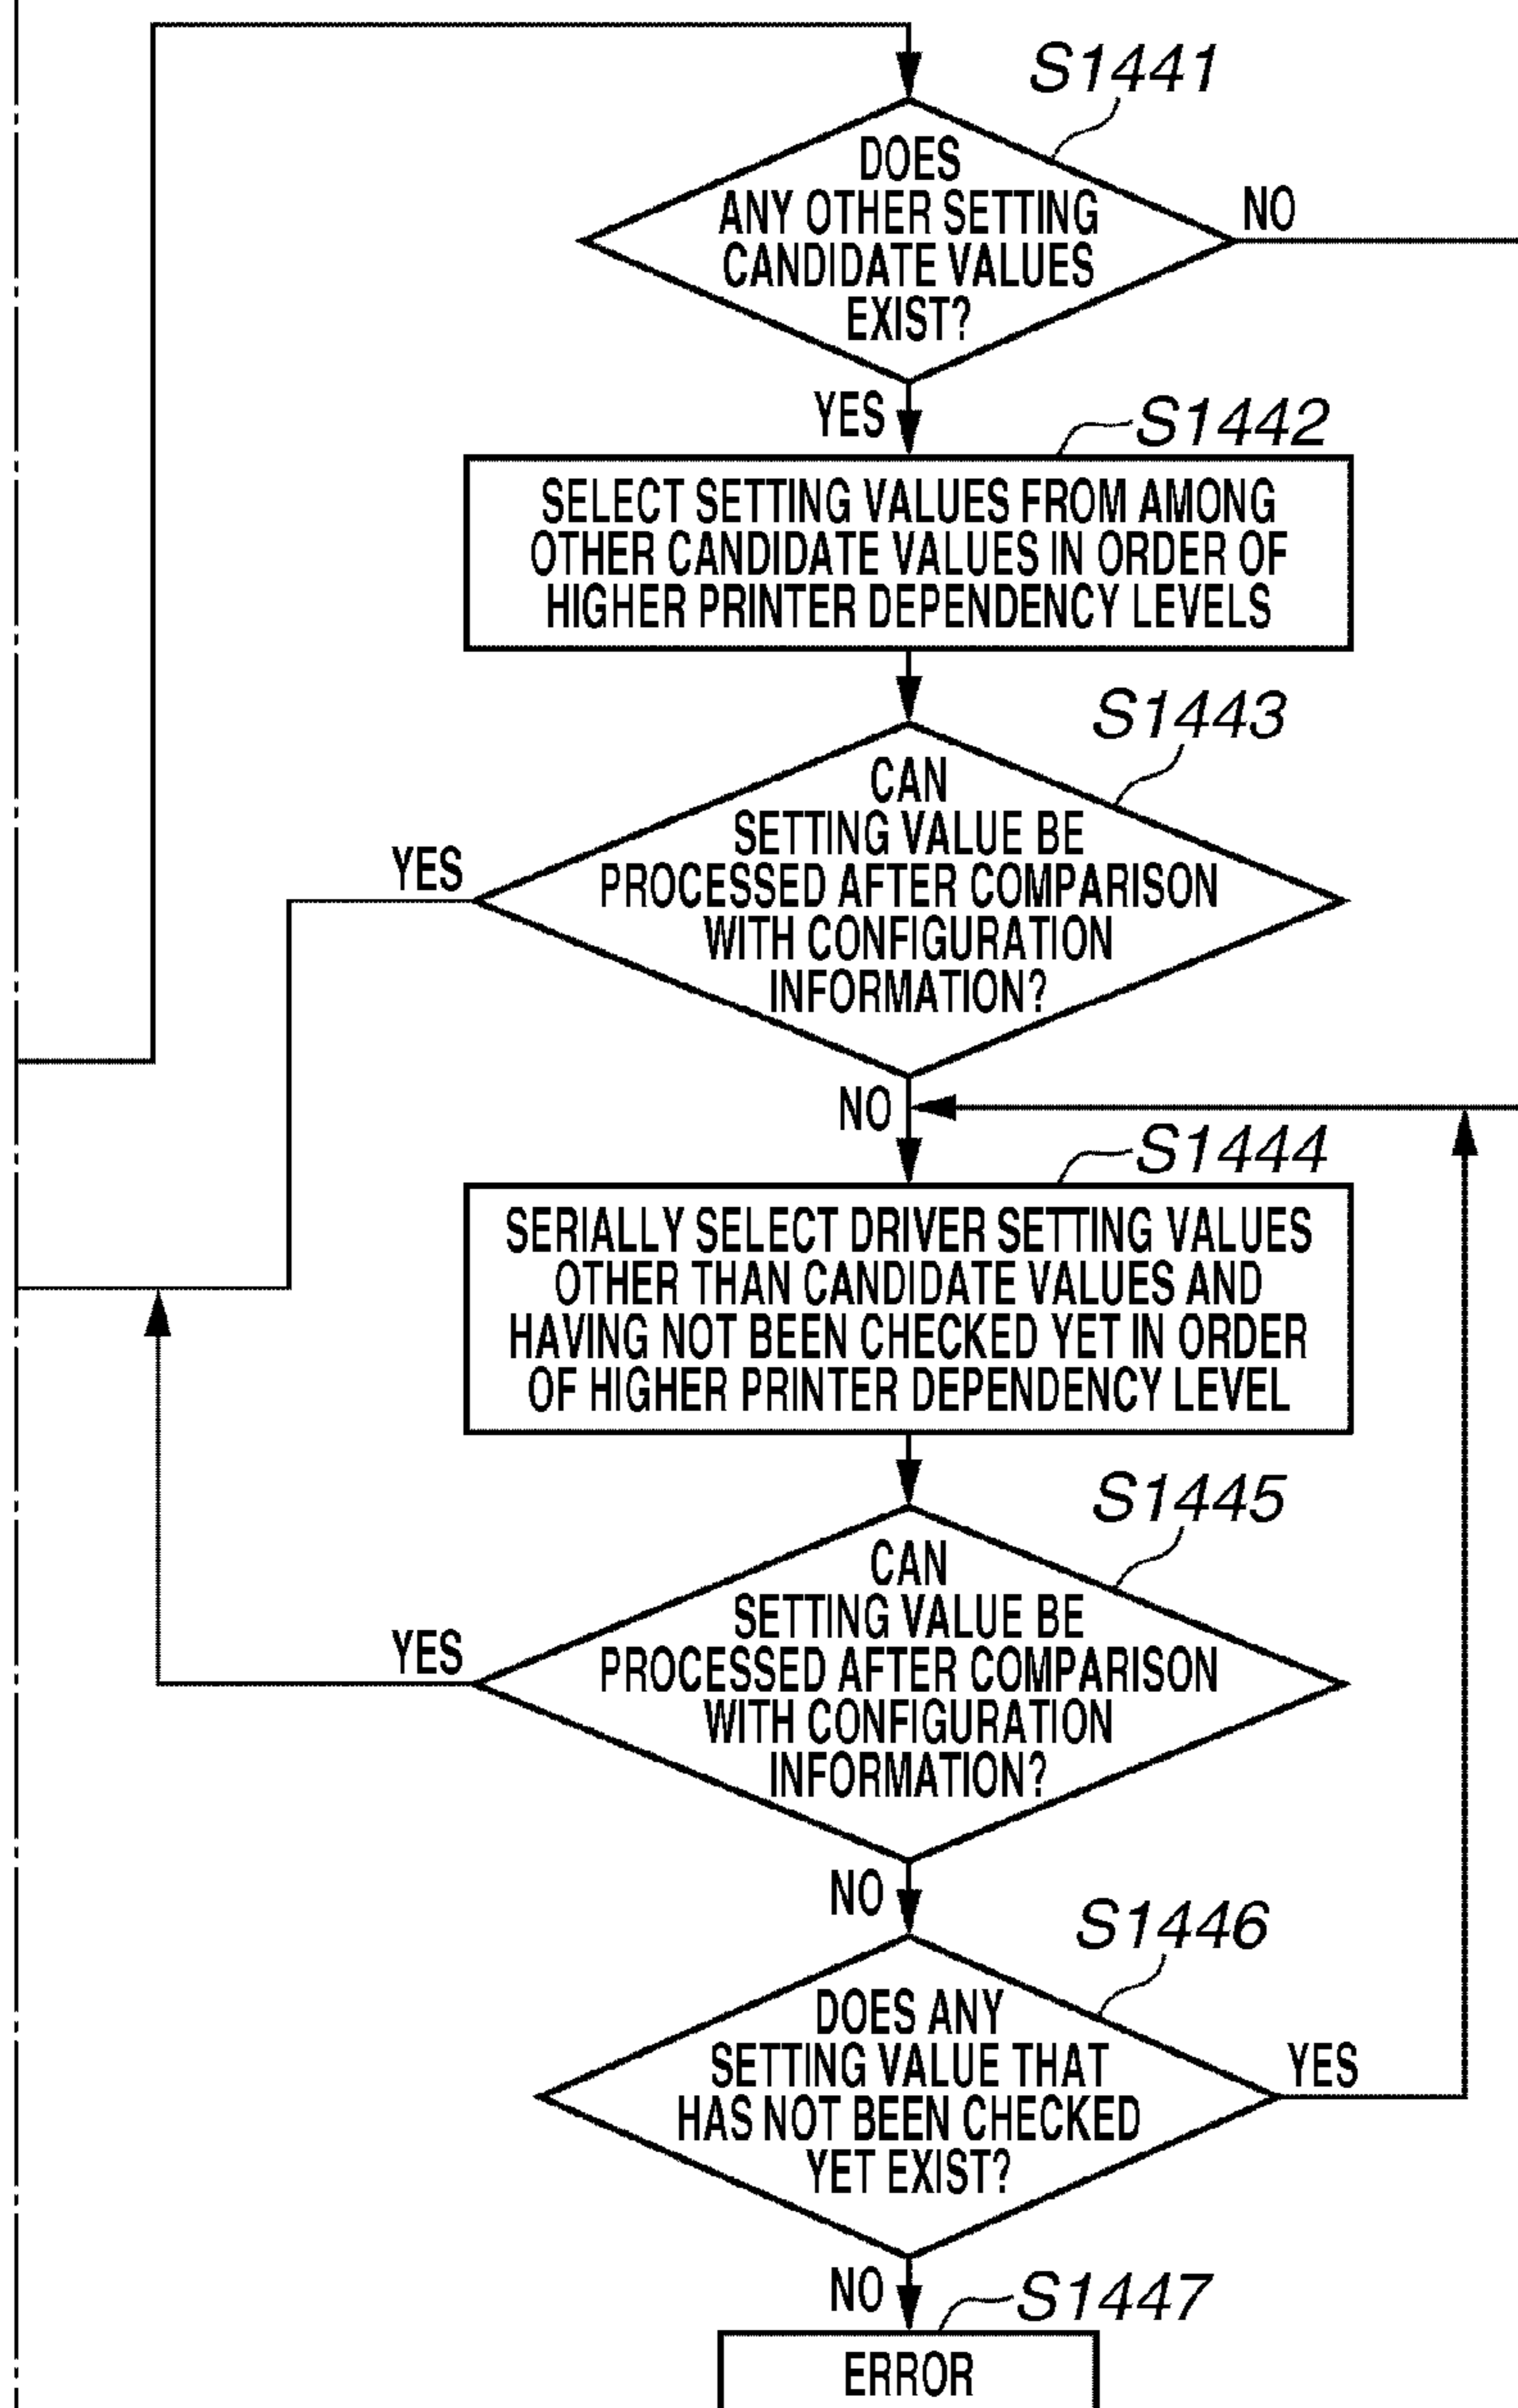 S1441
DOES
ANY OTHER SETTING
CANDIDATE VALUES
EXIST?
NO
YES
S1442
SELECT SETTING VALUES FROM AMONG
OTHER CANDIDATE VALUES IN ORDER OF
HIGHER PRINTER DEPENDENCY LEVELS
S1443
CAN
SETTING VALUE BE
PROCESSED AFTER COMPARISON
WITH CONFIGURATION
INFORMATION?
YES
NO
S1444
SERIALLY SELECT DRIVER SETTING VALUES
OTHER THAN CANDIDATE VALUES AND
HAVING NOT BEEN CHECKED YET IN ORDER
OF HIGHER PRINTER DEPENDENCY LEVEL
S1445
CAN
SETTING VALUE BE
PROCESSED AFTER COMPARISON
WITH CONFIGURATION
INFORMATION?
YES
NO
S1446
DOES ANY
SETTING VALUE THAT
HAS NOT BEEN CHECKED
YET EXIST?
YES
NO
S1447
ERROR